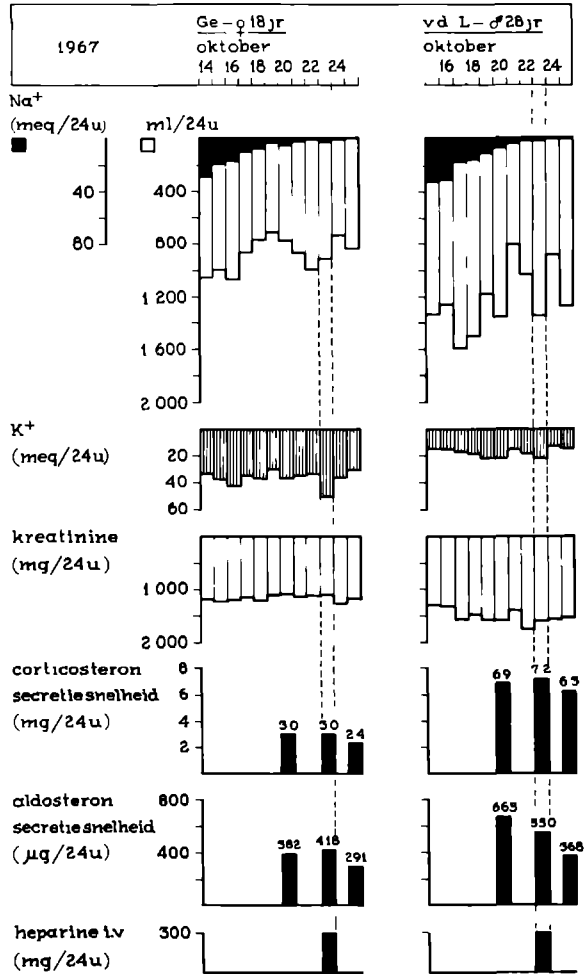 1967
Ge-♀ 18jr
oktober
14 16 18 20 22 24
vd L-♂ 28jr
oktober
16 18 20 22 24
Na+
(meq/24u)
40
80
ml/24u
400
800
1 200
1 600
2 000
K+
(meq/24u)
20
40
60
kreatinine
(mg/24u)
1 000
2 000
corticosteron
secretiesnelheid
(mg/24u)
8
6
4
2
30 30 24
69 72 63
aldosteron
secretiesnelheid
(µg/24u)
800
400
382 418 291
663 550 368
heparine i.v
(mg/24u)
300